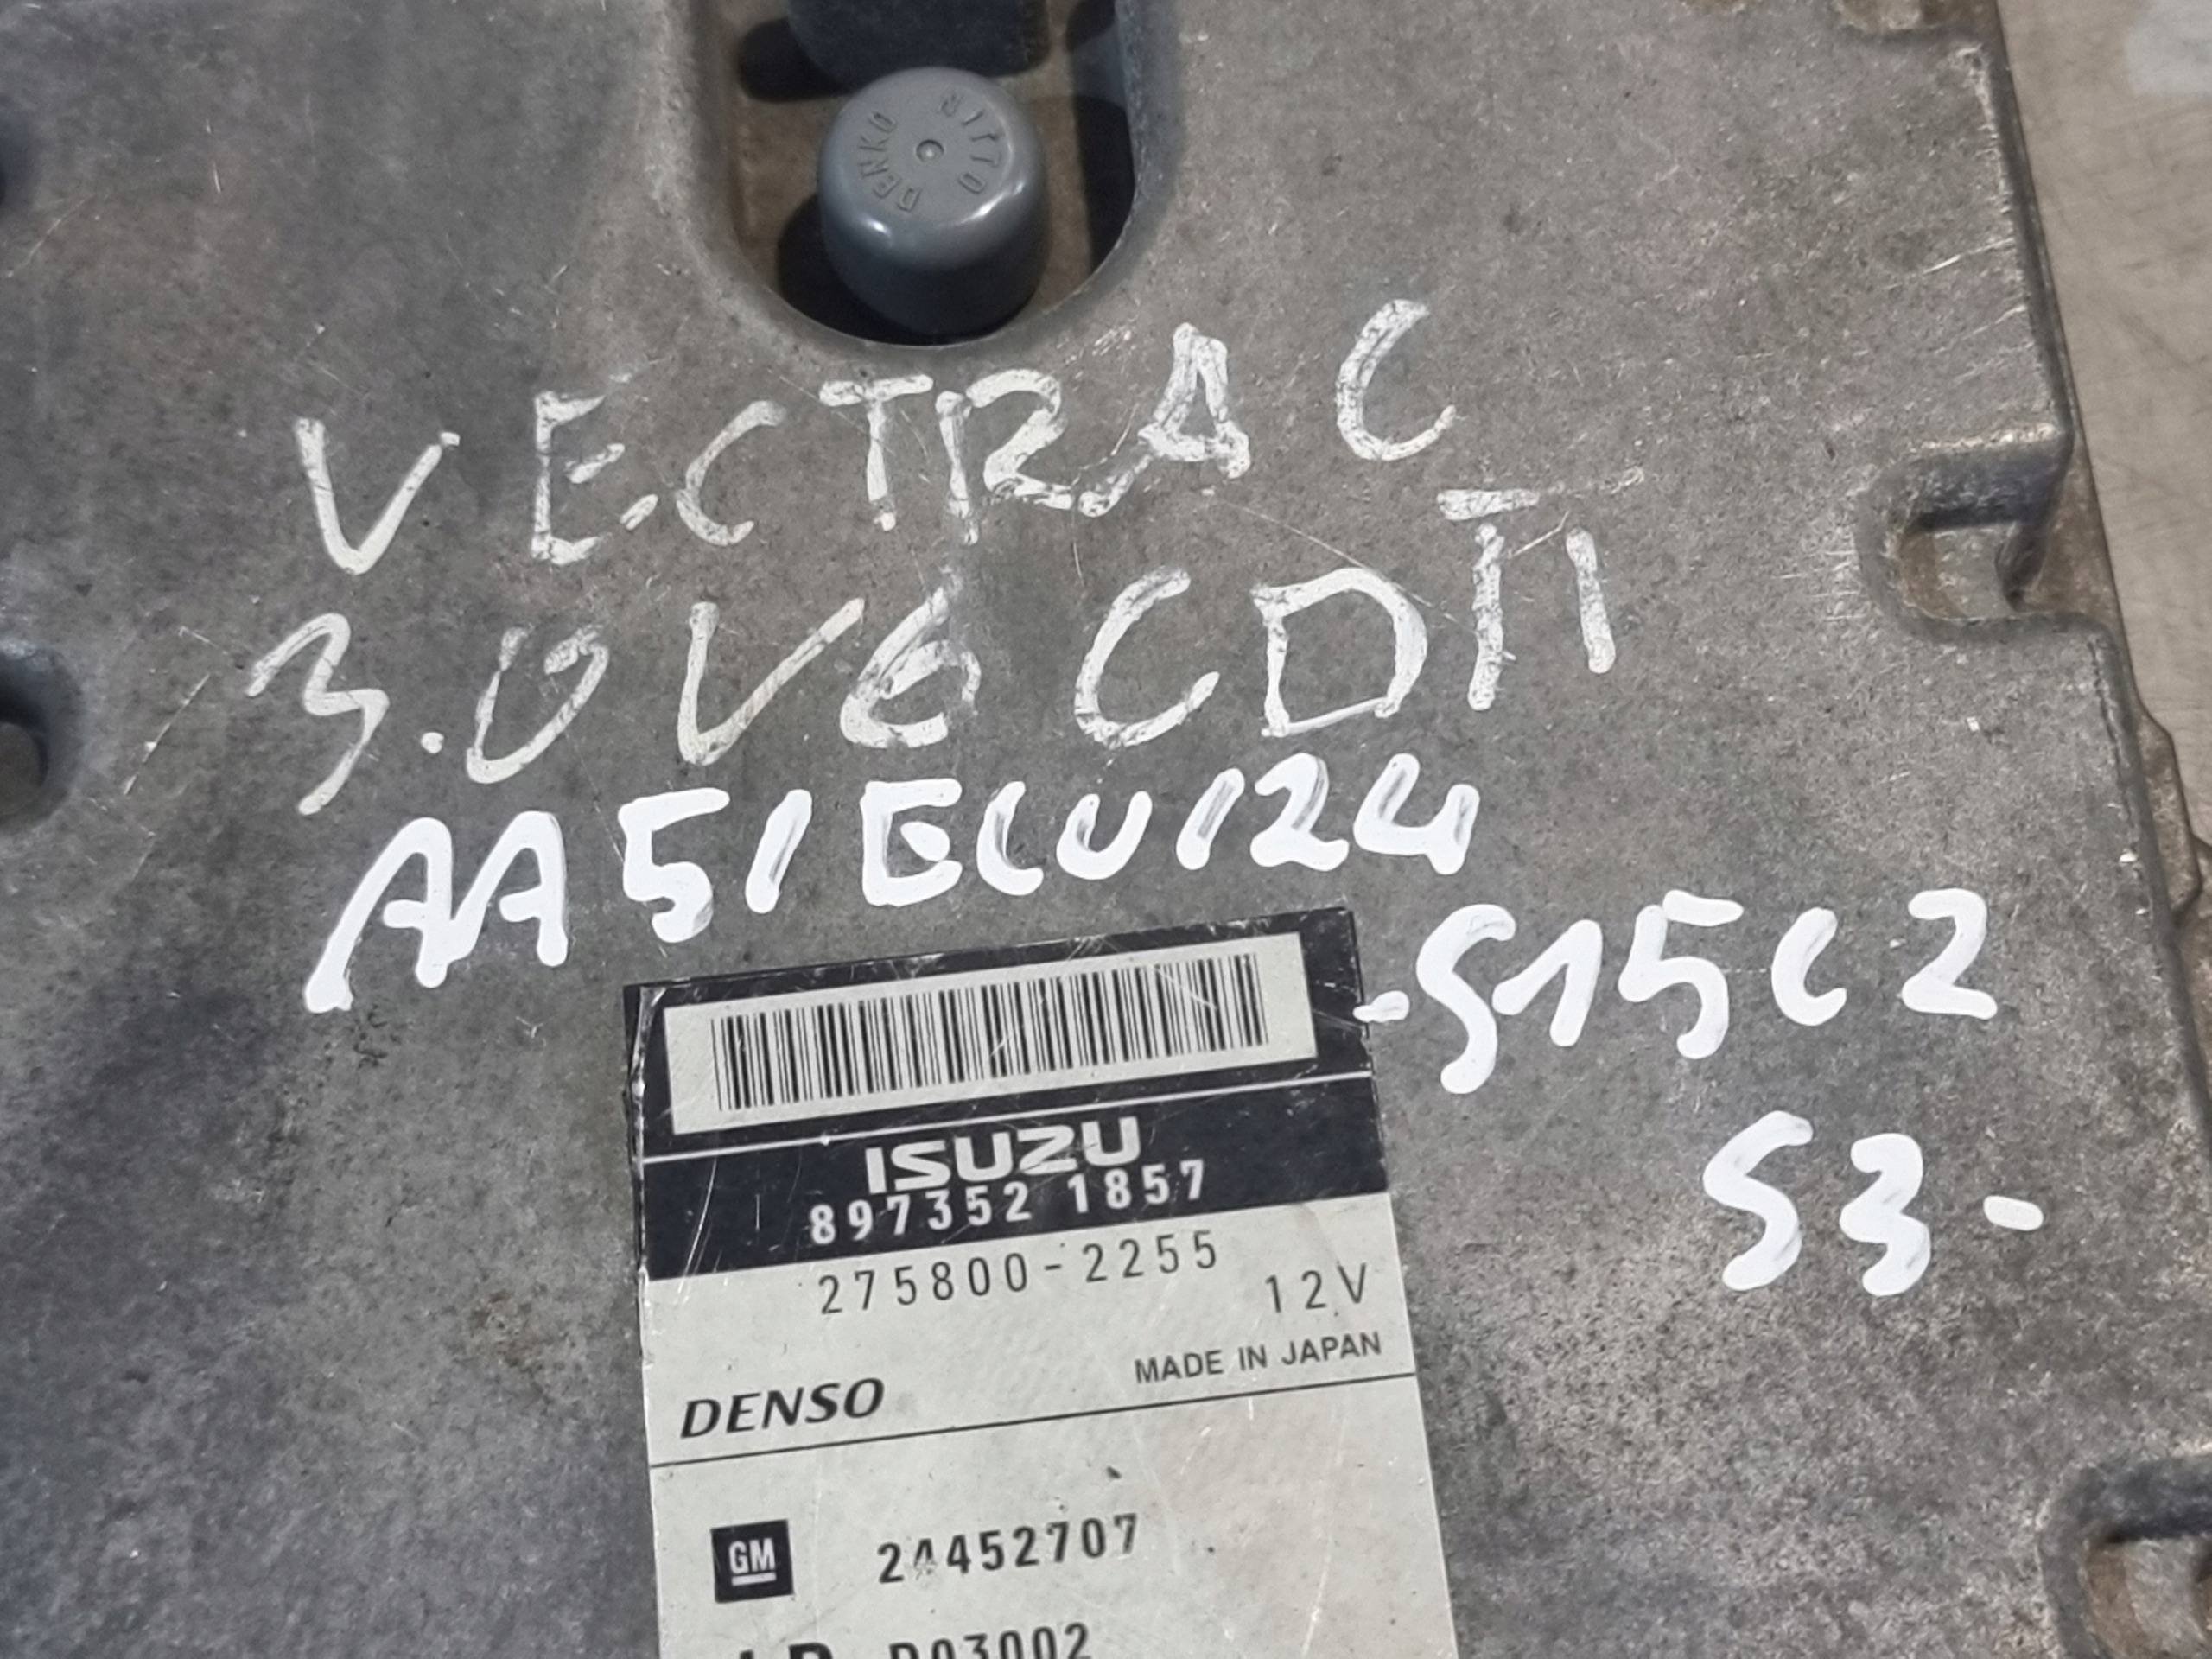 NITTO DENKO
VECTRA C
3.0 V6 CDTI
AA51ECU124
-S15C2
S3-
ISUZU
897352 1857
275800-2255
12V
MADE IN JAPAN
DENSO
GM 24452707
D03002